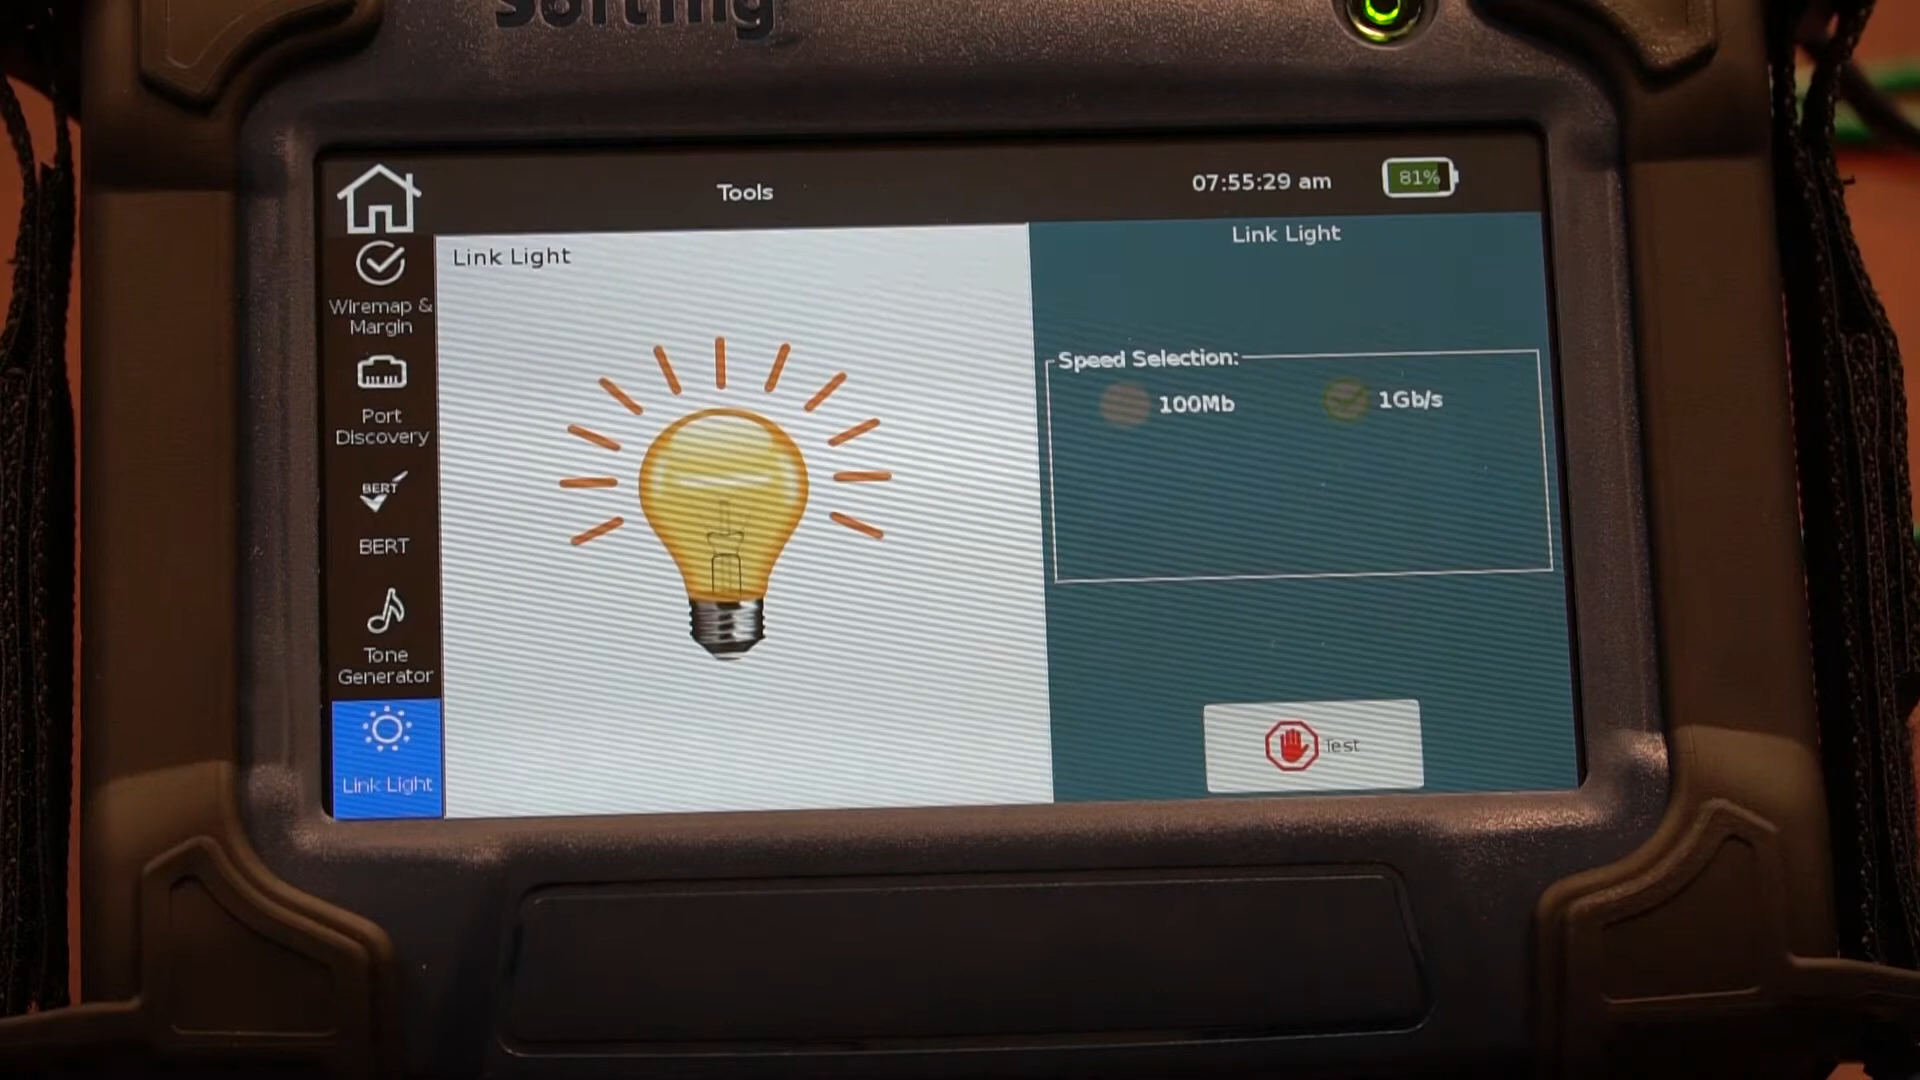 Softing
Tools
07:55:29 am
81%
Wiremap &
Margin
Port
Discovery
BERT
BERT
Tone
Generator
Link Light
Link Light
Link Light
Speed Selection:
100Mb
1Gb/s
Test